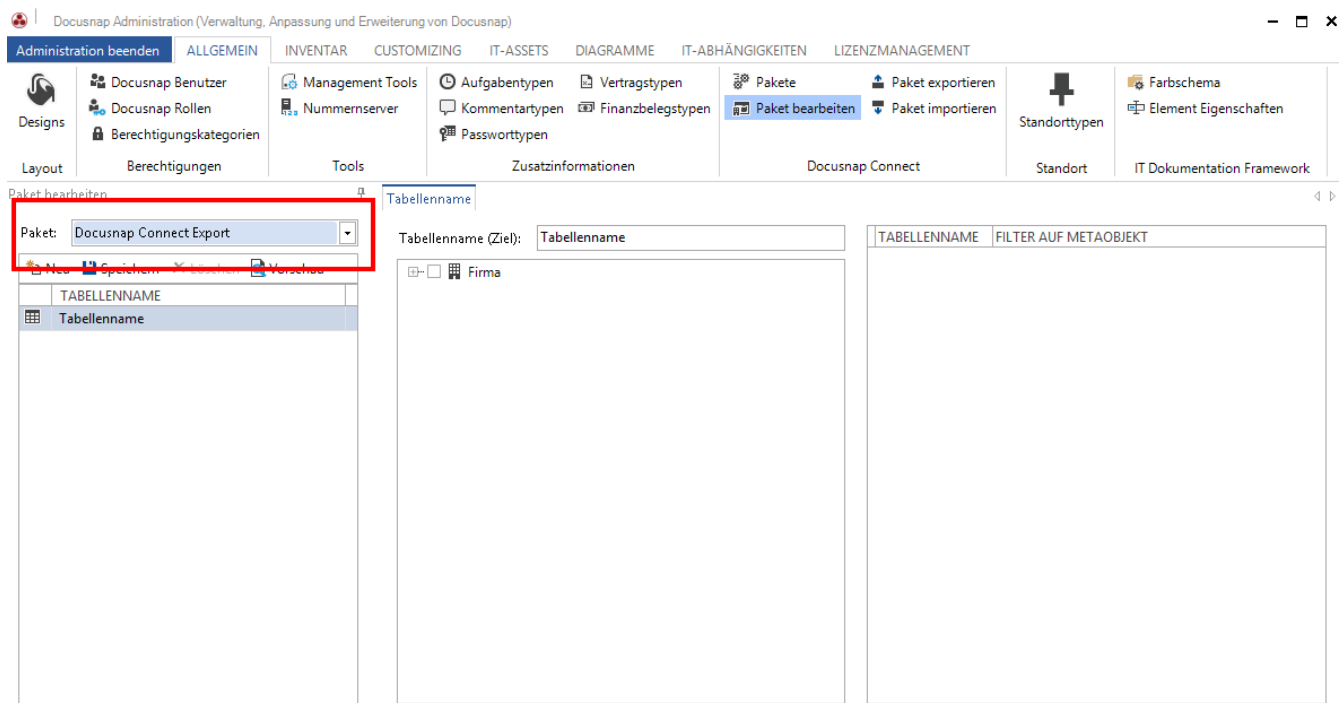 Docusnap Administration (Verwaltung, Anpassung und Erweiterung von Docusnap)
Administration beenden ALLGEMEIN INVENTAR CUSTOMIZING IT-ASSETS DIAGRAMME IT-ABHÄNGIGKEITEN LIZENZMANAGEMENT
Docusnap Benutzer Management Tools Aufgabentypen Vertragstypen Pakete Paket exportieren Farbschema
Docusnap Rollen Nummernserver Kommentartypen Finanzbelegstypen Paket bearbeiten Paket importieren Element Eigenschaften
Designs Standorttypen
Berechtigungskategorien Passworttypen
Layout Berechtigungen Tools Zusatzinformationen Docusnap Connect Standort IT Dokumentation Framework
Paket bearbeiten Tabellenname
Paket: Docusnap Connect Export Tabellenname (Ziel): Tabellenname TABELLENNAME FILTER AUF METAOBJEKT
Neu Speichern Löschen Vorschau Firma
TABELLENNAME
Tabellenname